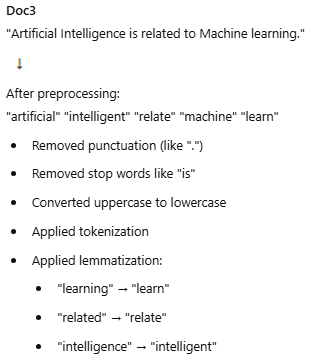 Doc3
"Artificial Intelligence is related to Machine learning."
↓
After preprocessing:
"artificial" "intelligent" "relate" "machine" "learn"
• Removed punctuation (like ".")
• Removed stop words like "is"
• Converted uppercase to lowercase
• Applied tokenization
• Applied lemmatization:
• "learning" → "learn"
• "related" → "relate"
• "intelligence" → "intelligent"